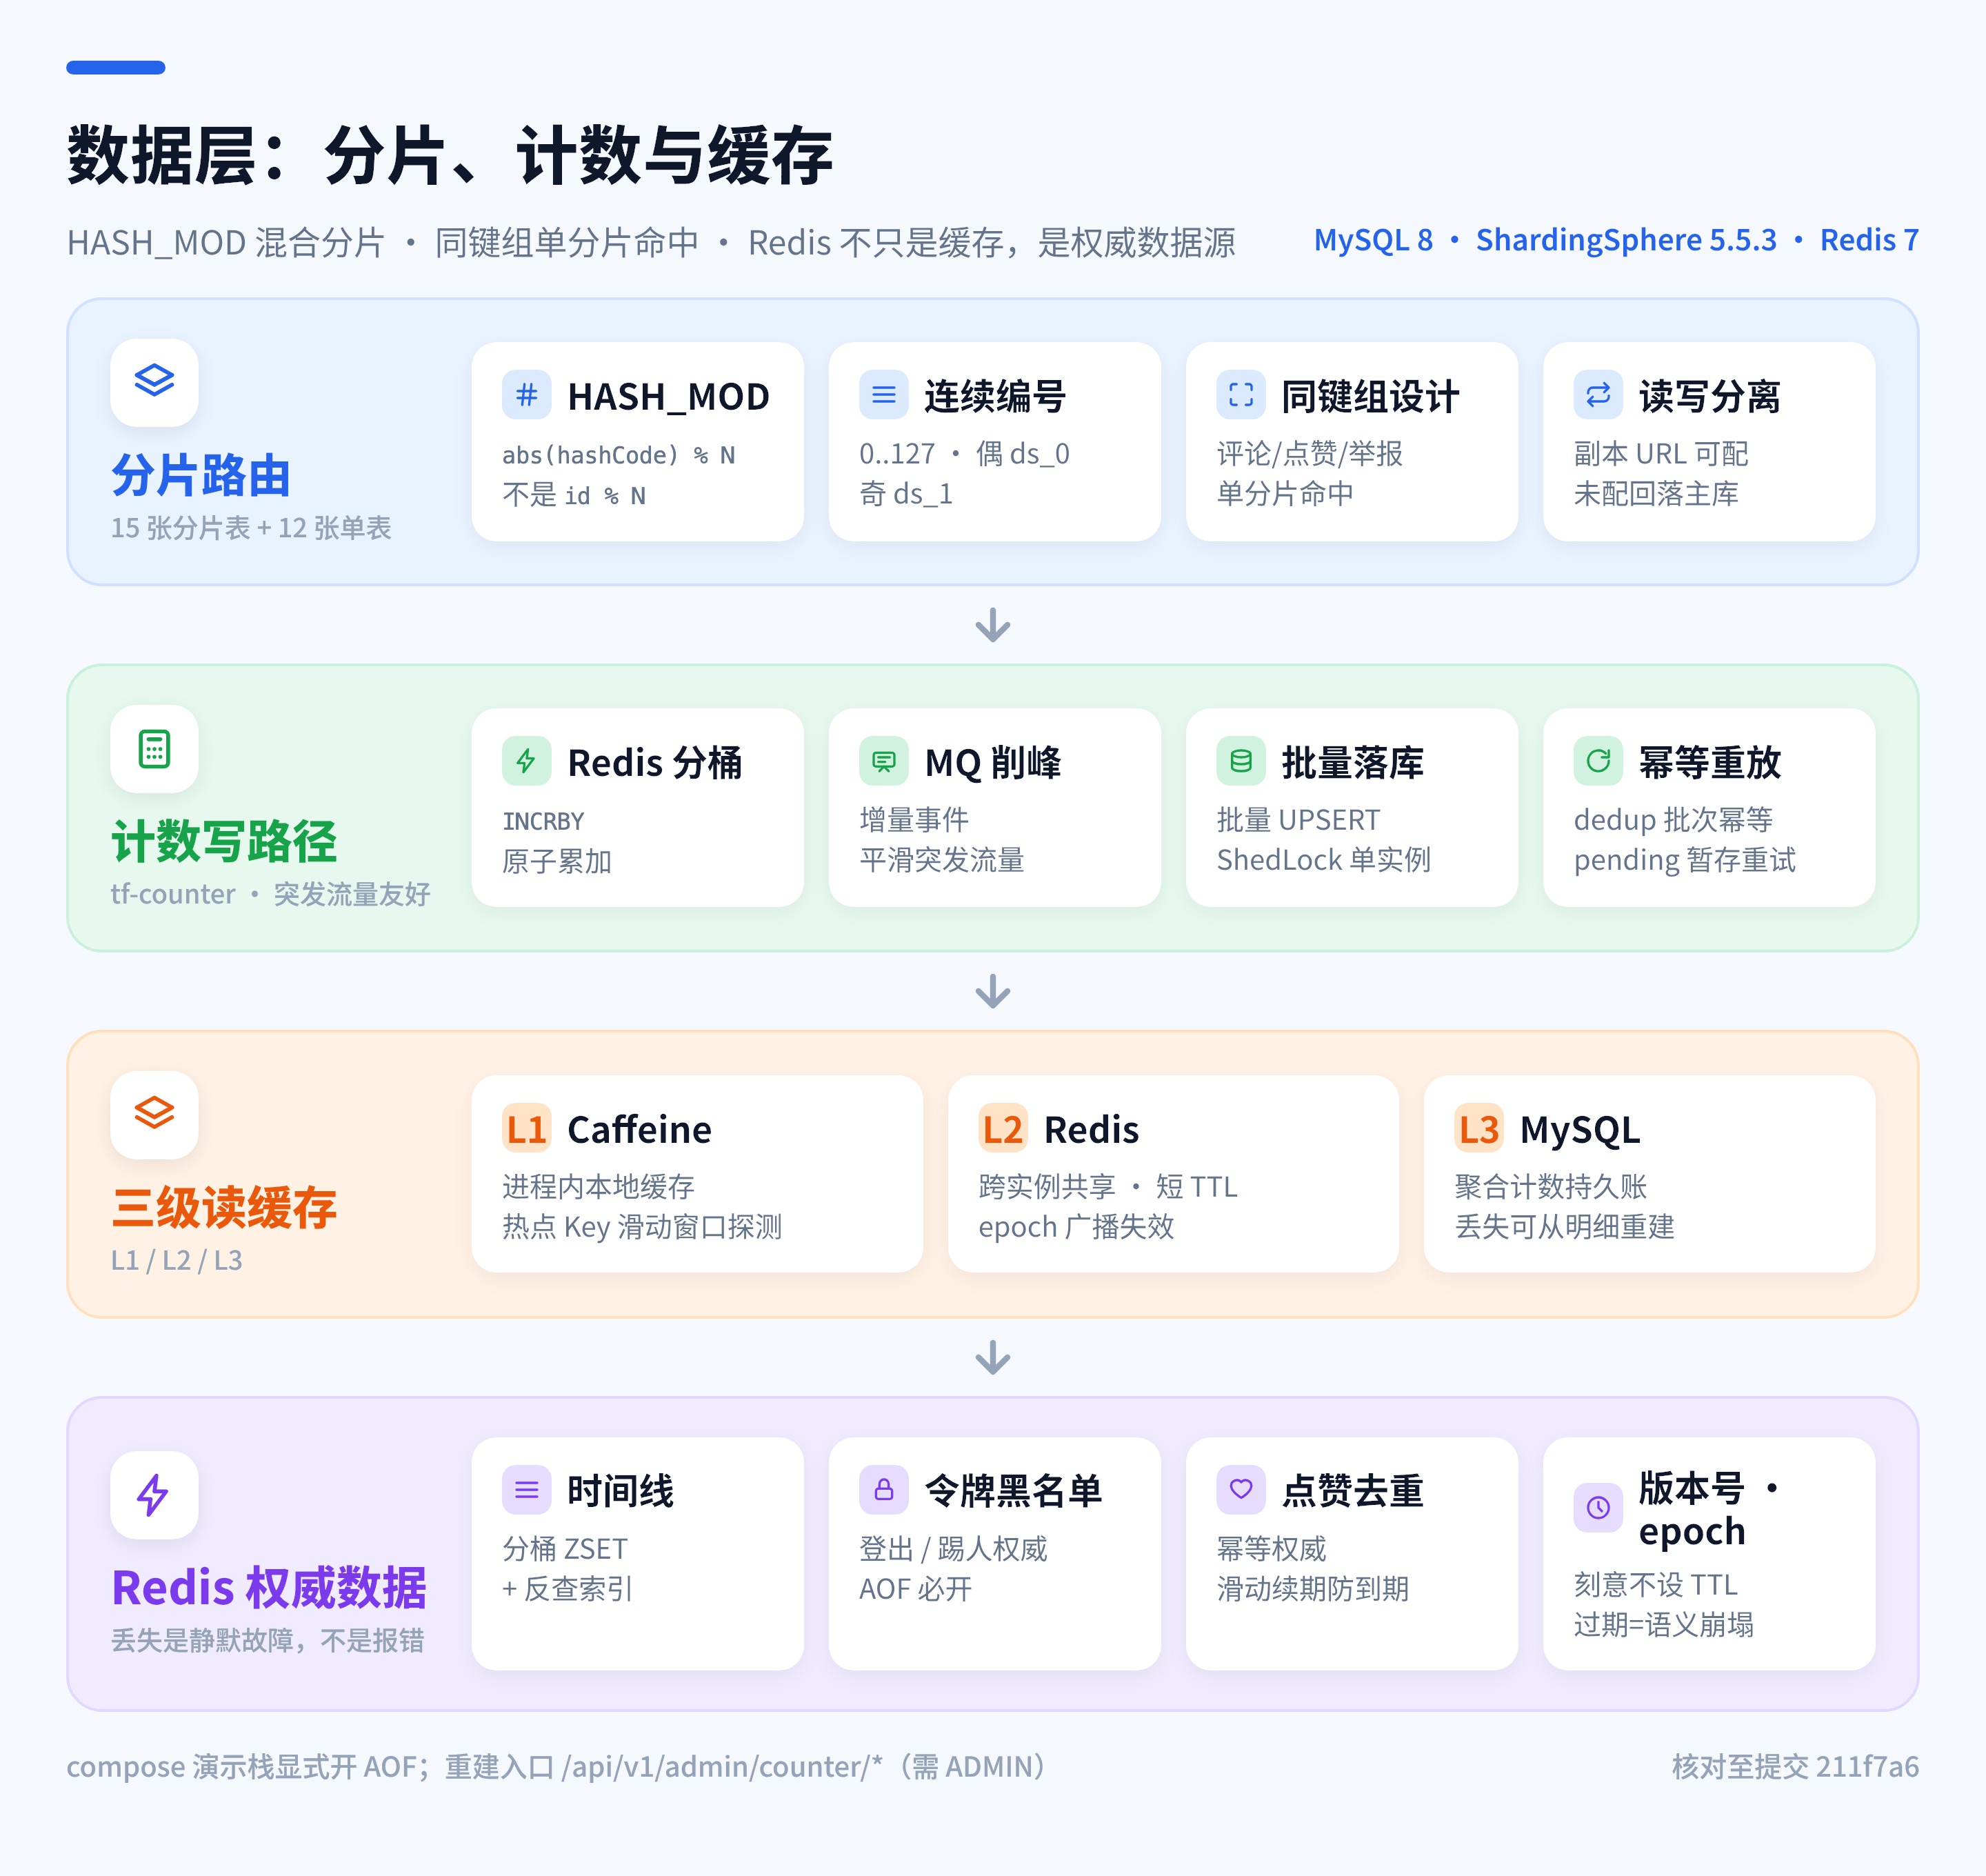 数据层：分片、计数与缓存
HASH_MOD 混合分片 · 同键组单分片命中 · Redis 不只是缓存，是权威数据源
MySQL 8 · ShardingSphere 5.5.3 · Redis 7
分片路由
15 张分片表 + 12 张单表
HASH_MOD
abs(hashCode) % N
不是 id % N
连续编号
0..127 · 偶 ds_0
奇 ds_1
同键组设计
评论/点赞/举报
单分片命中
读写分离
副本 URL 可配
未配回落主库
计数写路径
tf-counter · 突发流量友好
Redis 分桶
INCRBY
原子累加
MQ 削峰
增量事件
平滑突发流量
批量落库
批量 UPSERT
ShedLock 单实例
幂等重放
dedup 批次幂等
pending 暂存重试
三级读缓存
L1 / L2 / L3
L1 Caffeine
进程内本地缓存
热点 Key 滑动窗口探测
L2 Redis
跨实例共享 · 短 TTL
epoch 广播失效
L3 MySQL
聚合计数持久账
丢失可从明细重建
Redis 权威数据
丢失是静默故障，不是报错
时间线
分桶 ZSET
+ 反查索引
令牌黑名单
登出 / 踢人权威
AOF 必开
点赞去重
幂等权威
滑动续期防到期
版本号 ·
epoch
刻意不设 TTL
过期=语义崩塌
compose 演示栈显式开 AOF；重建入口 /api/v1/admin/counter/*（需 ADMIN）
核对至提交 211f7a6